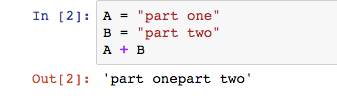 In [2]: A = "part one"
B = "part two"
A + B
Out[2]: 'part onepart two'